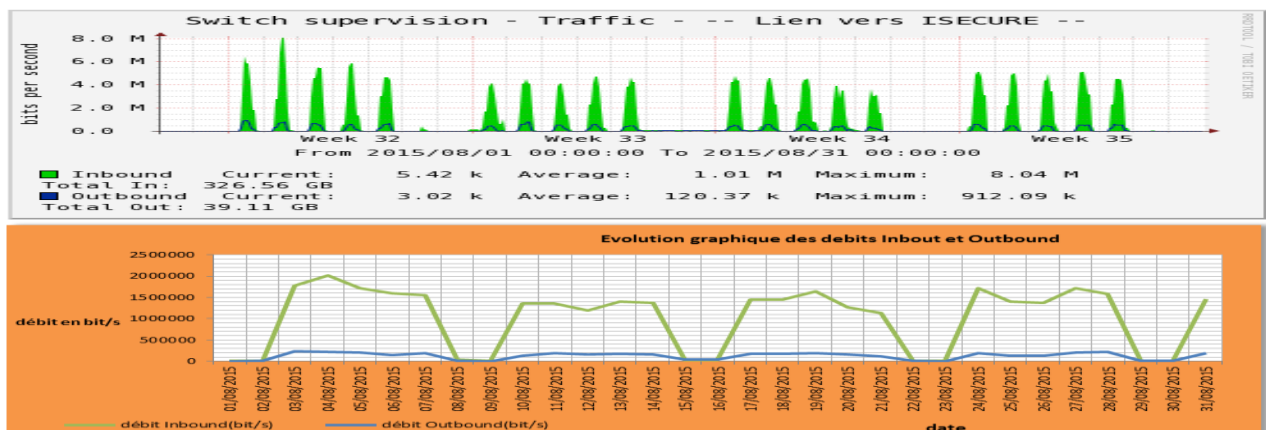 Switch supervision - Traffic - -- Lien vers ISECURE --
RRDTOOL / TOBI OETIKER
bits per second
8.0 M
6.0 M
4.0 M
2.0 M
0.0
Week 32 Week 33 Week 34 Week 35
From 2015/08/01 00:00:00 To 2015/08/31 00:00:00
Inbound Current: 5.42 k Average: 1.01 M Maximum: 8.04 M
Total In: 326.56 GB
Outbound Current: 3.02 k Average: 120.37 k Maximum: 912.09 k
Total Out: 39.11 GB
Evolution graphique des debits Inbout et Outbound
débit en bit/s
2500000
2000000
1500000
1000000
500000
0
01/08/2015 02/08/2015 03/08/2015 04/08/2015 05/08/2015 06/08/2015 07/08/2015 08/08/2015 09/08/2015 10/08/2015 11/08/2015 12/08/2015 13/08/2015 14/08/2015 15/08/2015 16/08/2015 17/08/2015 18/08/2015 19/08/2015 20/08/2015 21/08/2015 22/08/2015 23/08/2015 24/08/2015 25/08/2015 26/08/2015 27/08/2015 28/08/2015 29/08/2015 30/08/2015 31/08/2015
débit Inbound(bit/s) débit Outbound(bit/s) date